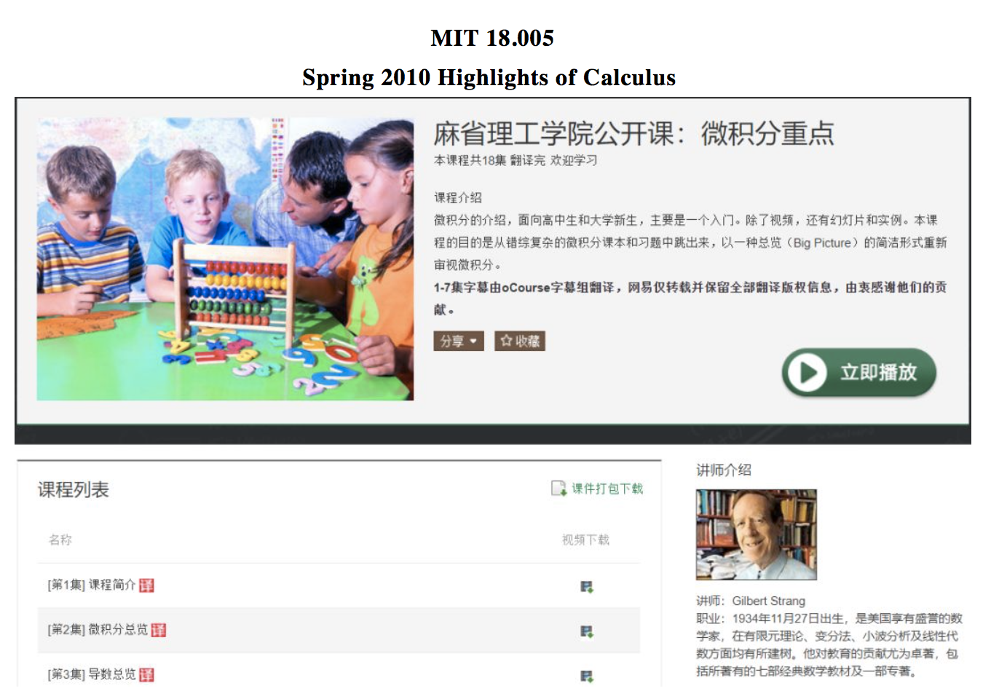 MIT 18.005
Spring 2010 Highlights of Calculus
麻省理工学院公开课：微积分重点
本课程共18集 翻译完 欢迎学习
课程介绍
微积分的介绍，面向高中生和大学新生，主要是一个入门。除了视频，还有幻灯片和实例。本课
程的目的是从错综复杂的微积分课本和习题中跳出来，以一种总览（Big Picture）的简洁形式重新
审视微积分。
1-7集字幕由oCourse字幕组翻译，网易仅转载并保留全部翻译版权信息，由衷感谢他们的贡
献。
分享 收藏
立即播放
课程列表
课件打包下载
名称 视频下载
[第1集] 课程简介 译
[第2集] 微积分总览 译
[第3集] 导数总览 译
讲师介绍
讲师：Gilbert Strang
职业：1934年11月27日出生，是美国享有盛誉的数
学家，在有限元理论、变分法、小波分析及线性代
数方面均有所建树。他对教育的贡献尤为卓著，包
括所著有的七部经典数学教材及一部专著。